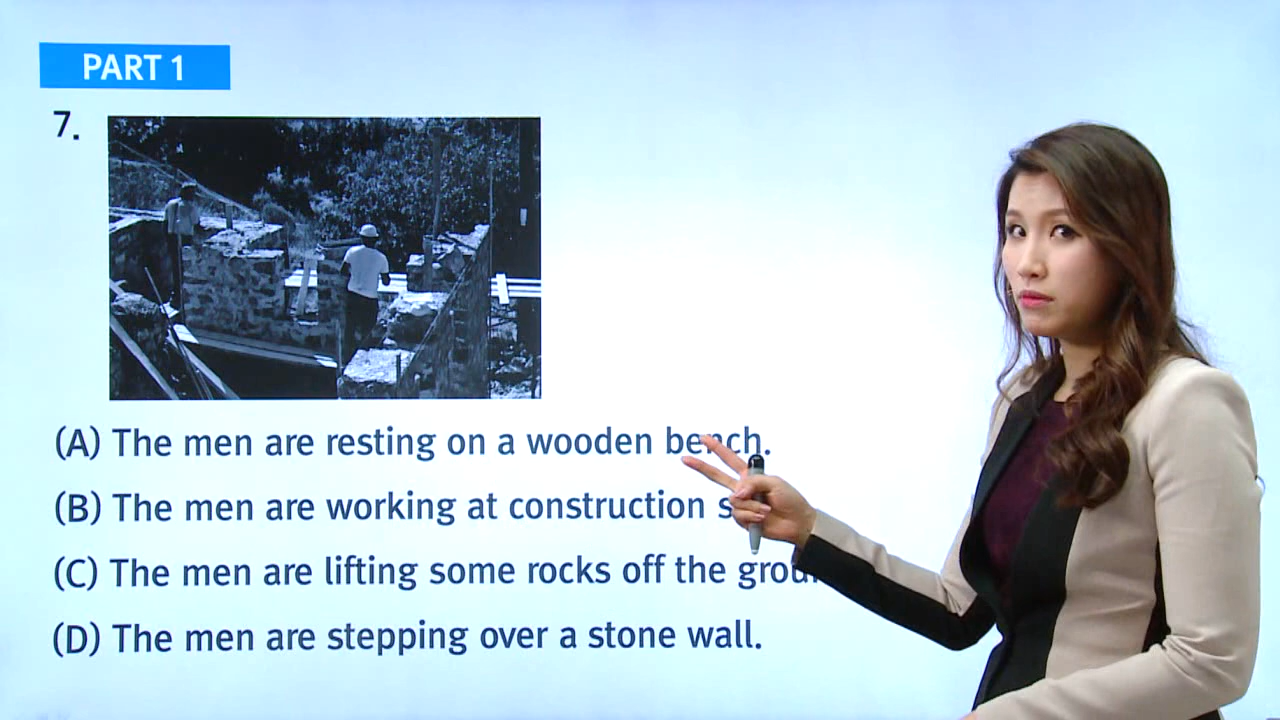 PART 1
7.
(A) The men are resting on a wooden bench.
(B) The men are working at construction
(C) The men are lifting some rocks off the
(D) The men are stepping over a stone wall.